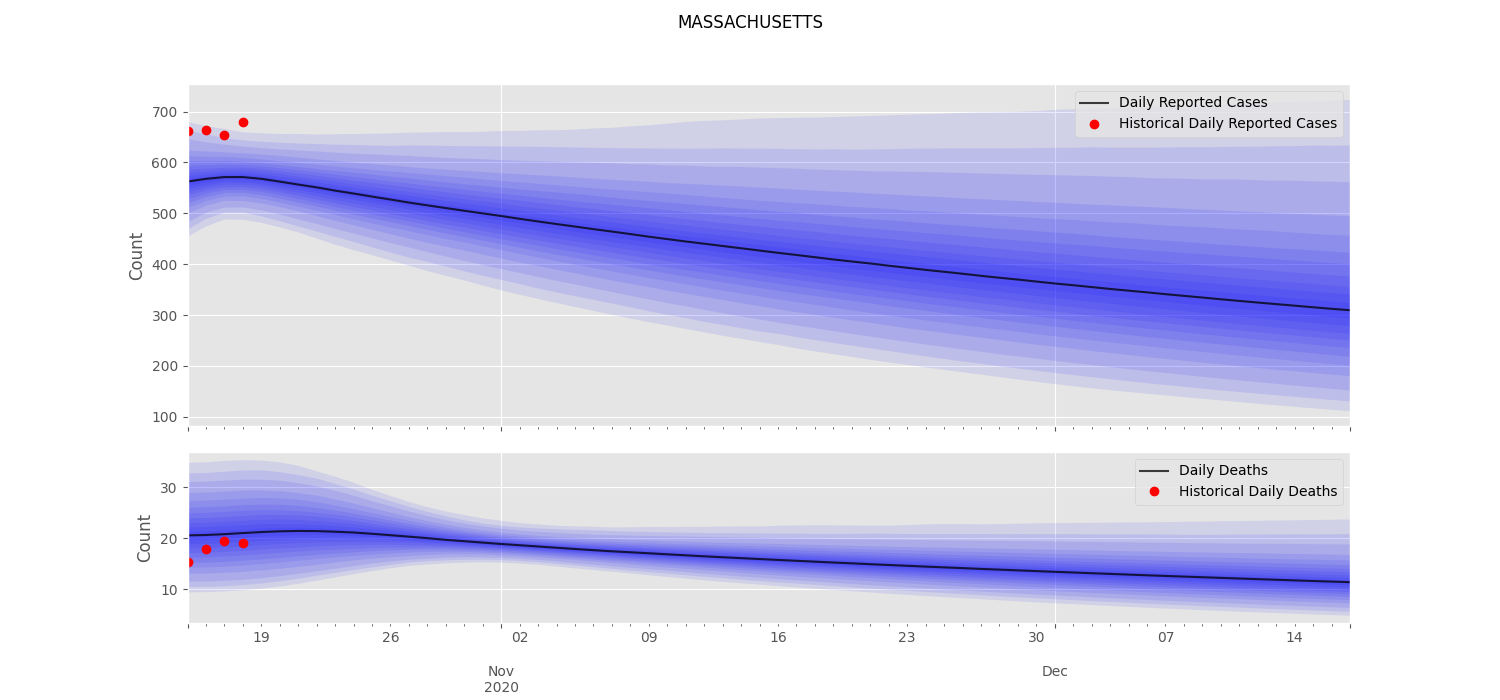 MASSACHUSETTS
Daily Reported Cases
Historical Daily Reported Cases
700
600
500
400
300
200
100
Count
Daily Deaths
Historical Daily Deaths
30
20
10
Count
19 26 02 09 16 23 30 07 14
Nov Dec
2020